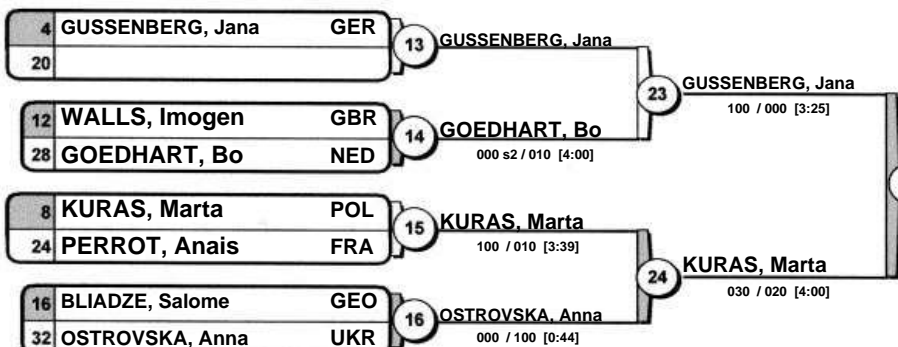 4 GUSSENBERG, Jana GER
20
13
GUSSENBERG, Jana
12 WALLS, Imogen GBR
28 GOEDHART, Bo NED
14
GOEDHART, Bo
000 s2 / 010 [4:00]
23
GUSSENBERG, Jana
100 / 000 [3:25]
8 KURAS, Marta POL
24 PERROT, Anais FRA
15
KURAS, Marta
100 / 010 [3:39]
16 BLIADZE, Salome GEO
32 OSTROVSKA, Anna UKR
16
OSTROVSKA, Anna
000 / 100 [0:44]
24
KURAS, Marta
030 / 020 [4:00]